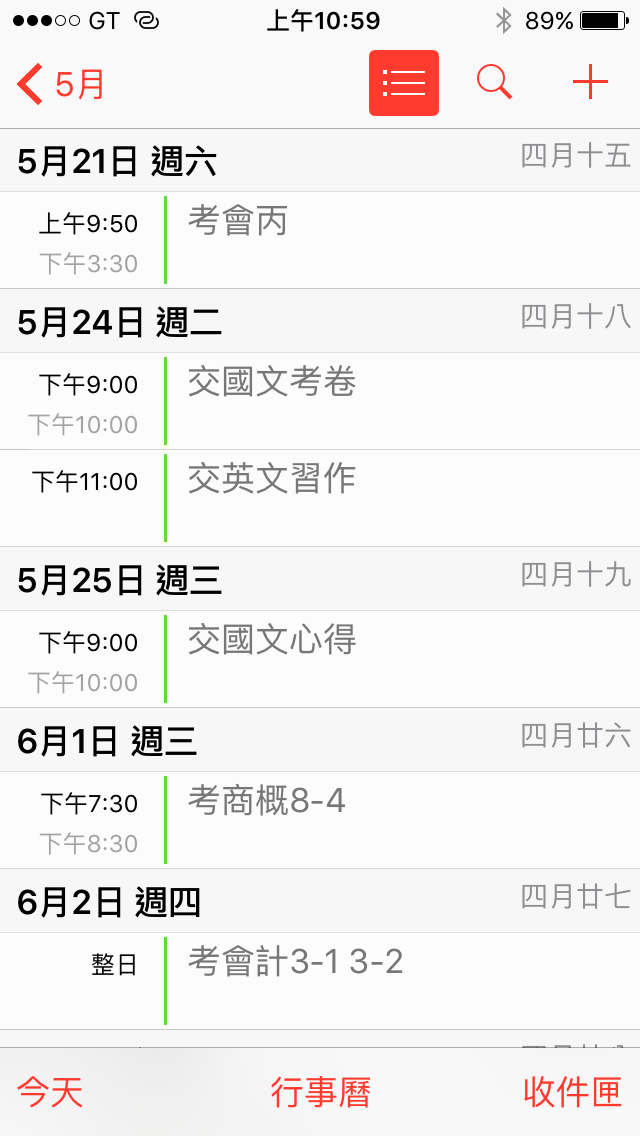 GT 上午10:59 89%
5月
5月21日 週六 四月十五
上午9:50 考會丙
下午3:30
5月24日 週二 四月十八
下午9:00 交國文考卷
下午10:00
下午11:00 交英文習作
5月25日 週三 四月十九
下午9:00 交國文心得
下午10:00
6月1日 週三 四月廿六
下午7:30 考商概8-4
下午8:30
6月2日 週四 四月廿七
整日 考會計3-1 3-2
今天 行事曆 收件匣